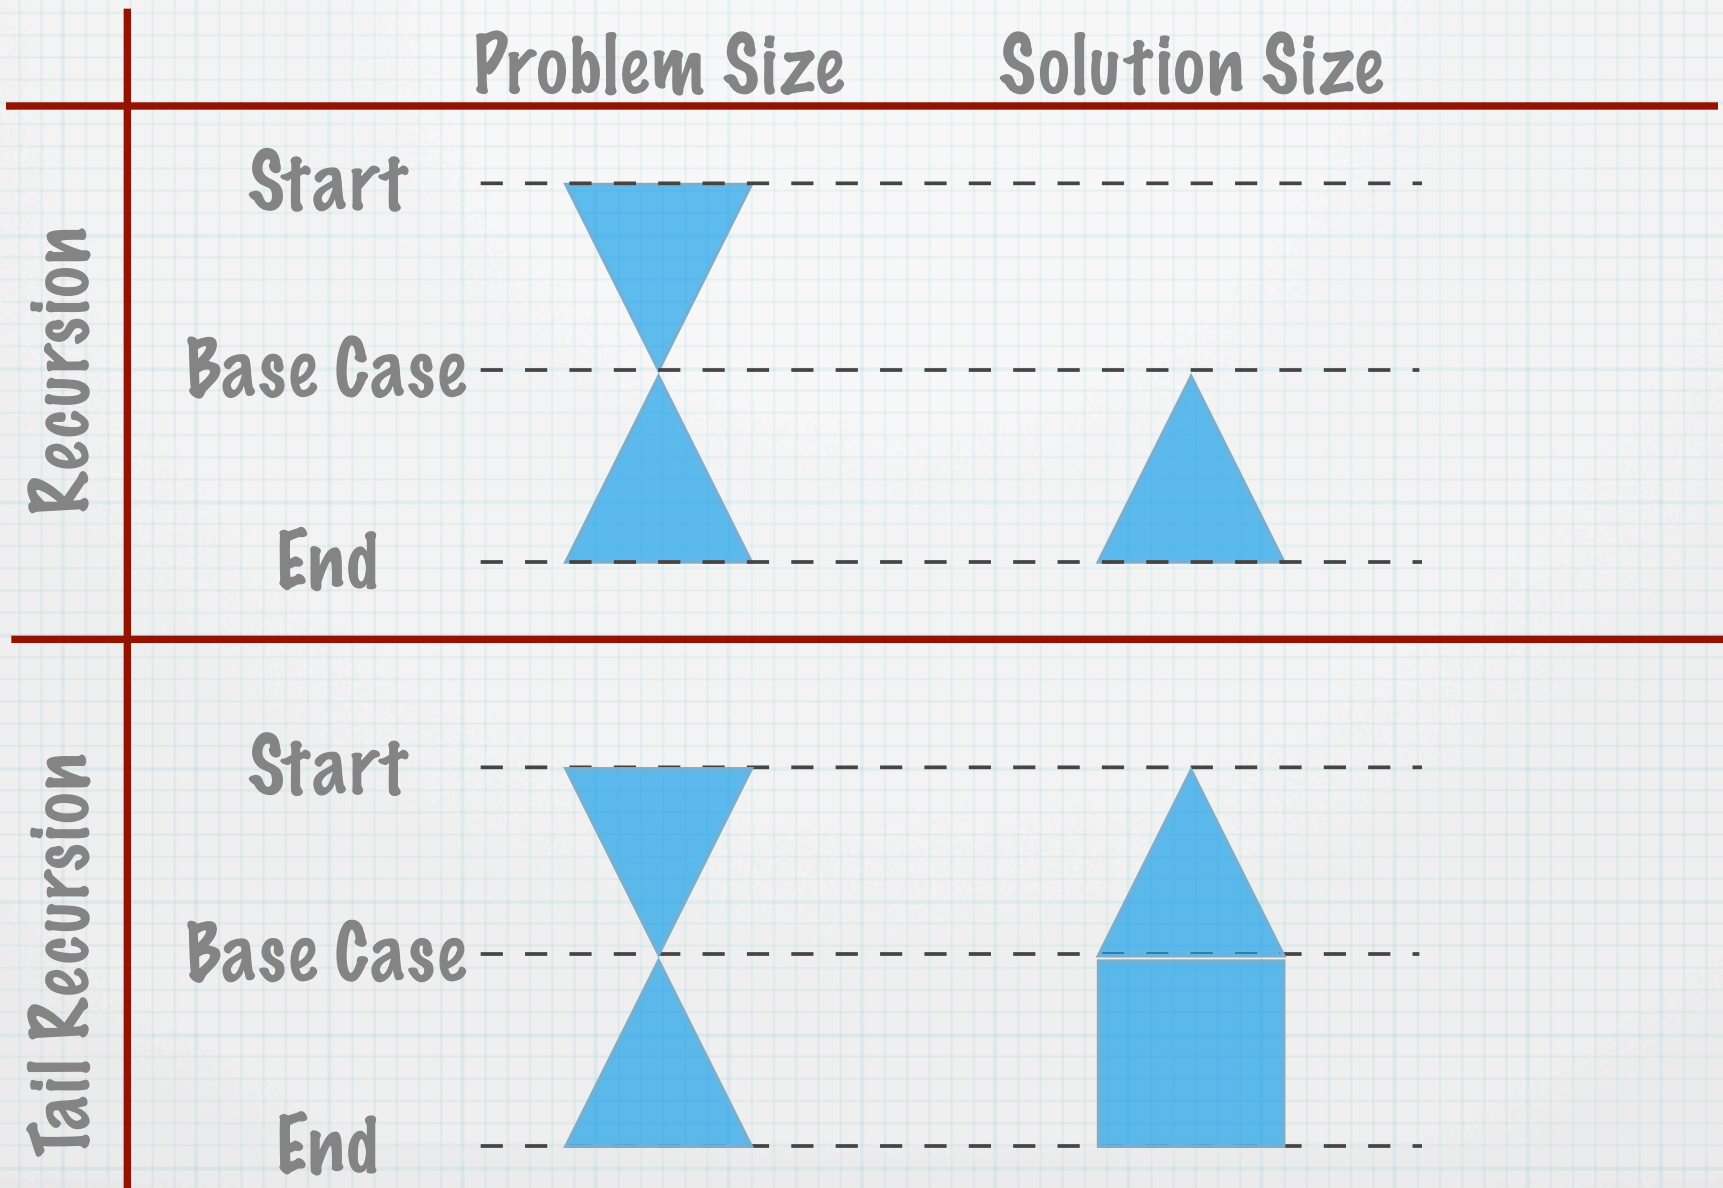 Problem Size
Solution Size
Recursion
Start
Base Case
End
Tail Recursion
Start
Base Case
End